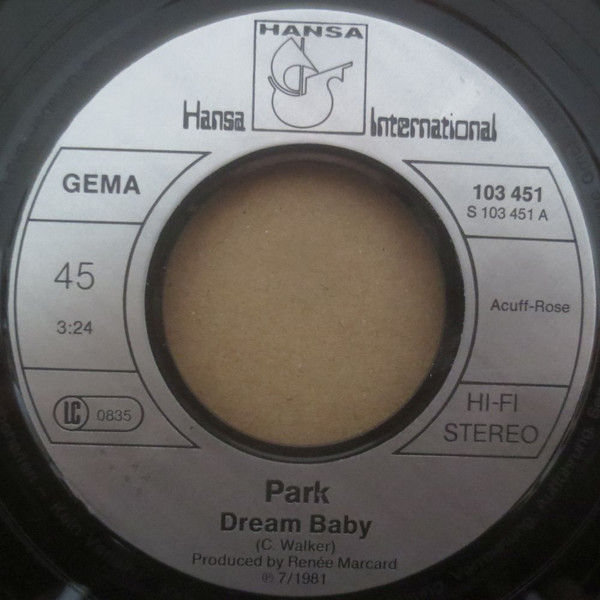 HANSA
Hansa International
GEMA
103 451
S 103 451 A
45
Acuff-Rose
3:24
LC 0835
HI-FI
STEREO
Park
Dream Baby
(C. Walker)
Produced by Renée Marcard
℗ 7/1981